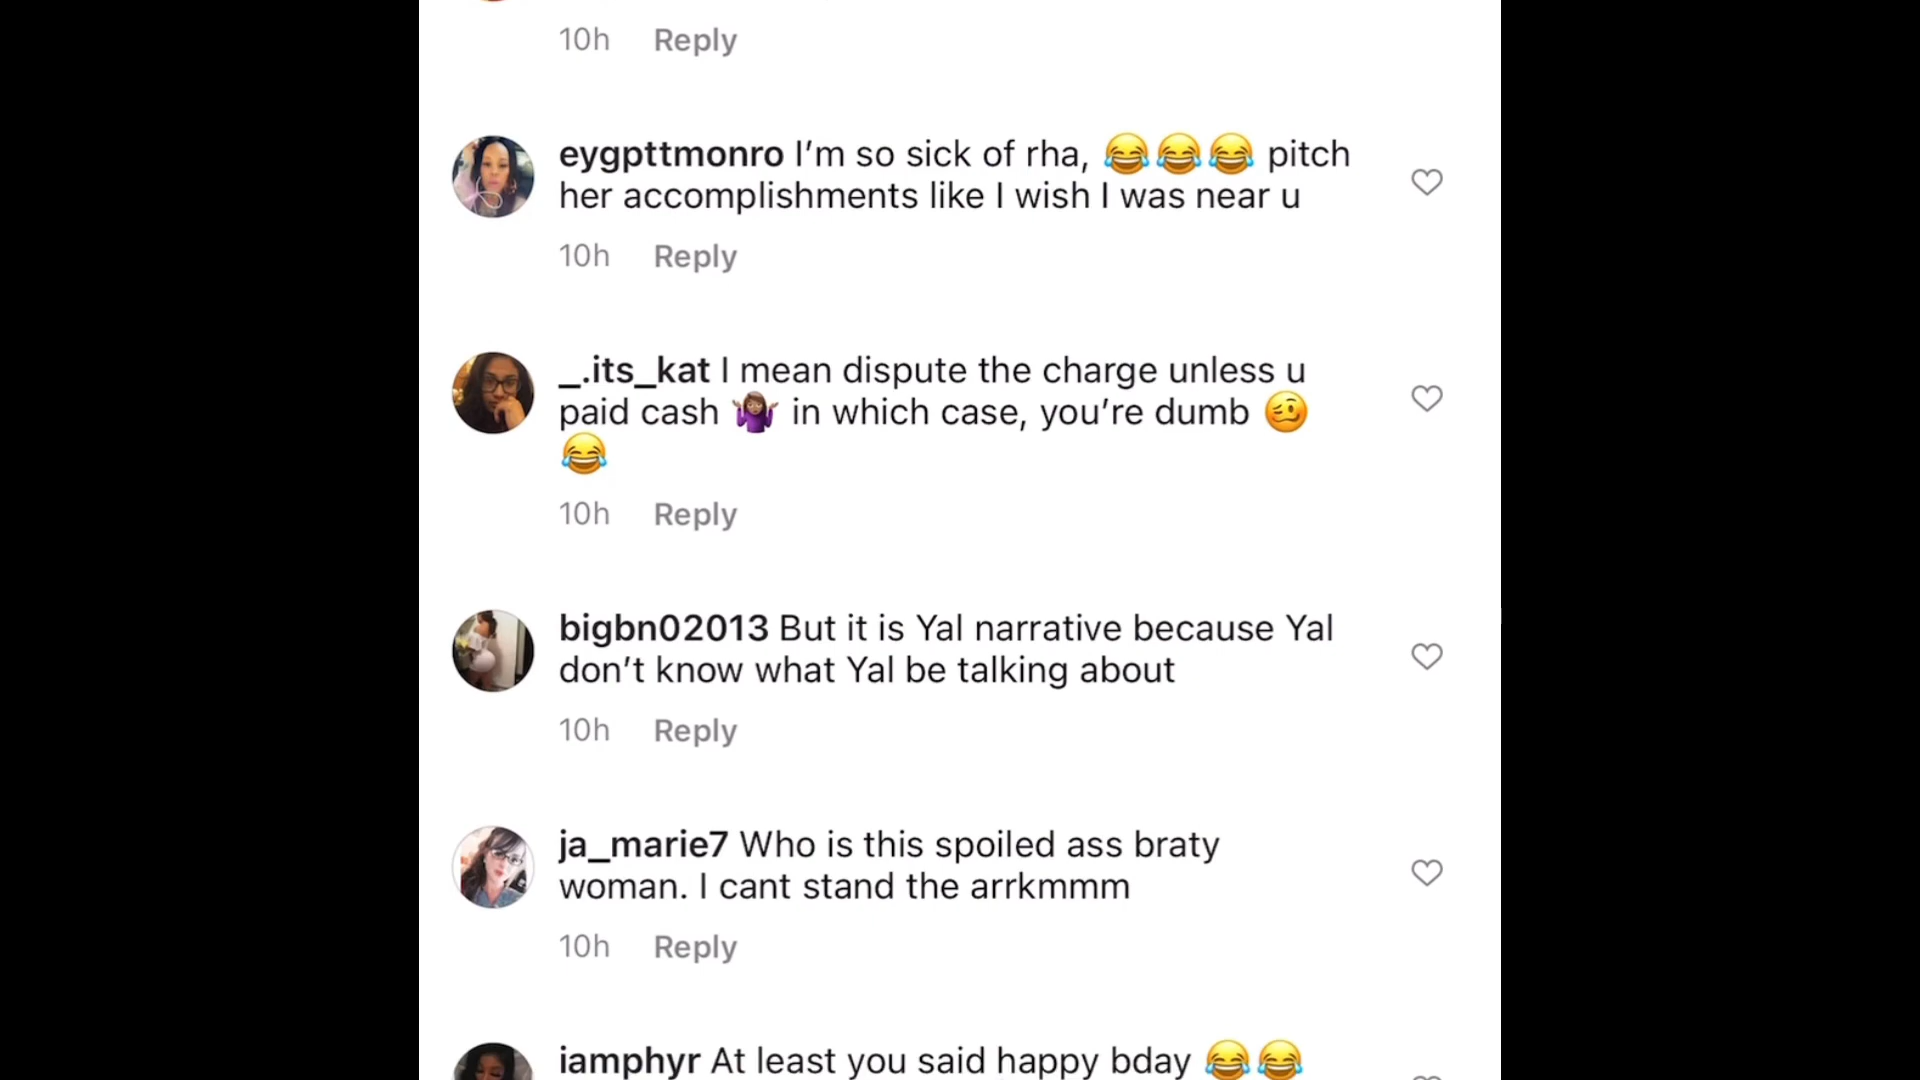 10h Reply
eygpttmonro I'm so sick of rha, 😂😂😂 pitch
her accomplishments like I wish I was near u
10h Reply
_.its_kat I mean dispute the charge unless u
paid cash 🤷🏽‍♀️ in which case, you're dumb 🥴
😂
10h Reply
bigbn02013 But it is Yal narrative because Yal
don't know what Yal be talking about
10h Reply
ja_marie7 Who is this spoiled ass braty
woman. I cant stand the arrkmmm
10h Reply
iamphyr At least you said happy bday 😂😂